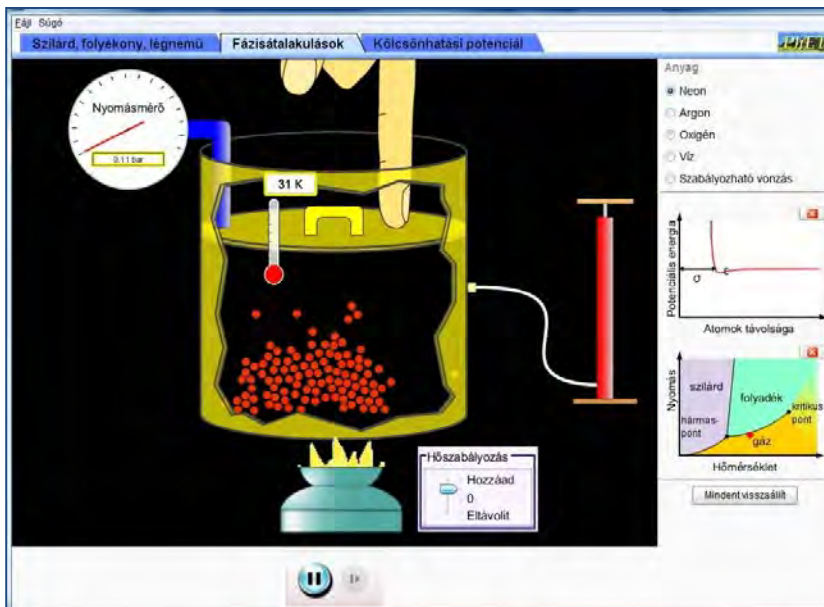 Fájl Súgó
Szilárd, folyékony, légnemű
Fázisátalakulások
Kölcsönhatási potenciál
PhET
Nyomásmérő
0.11 bar
31 K
Anyag
Neon
Argon
Oxigén
Víz
Szabályozható vonzás
Potenciális energia
σ
ε
Atomok távolsága
Nyomás
szilárd
folyadék
hármas-
pont
kritikus
pont
gáz
Hőmérséklet
Hőszabályozás
Hozzáad
0
Eltávolít
Mindent visszaállít